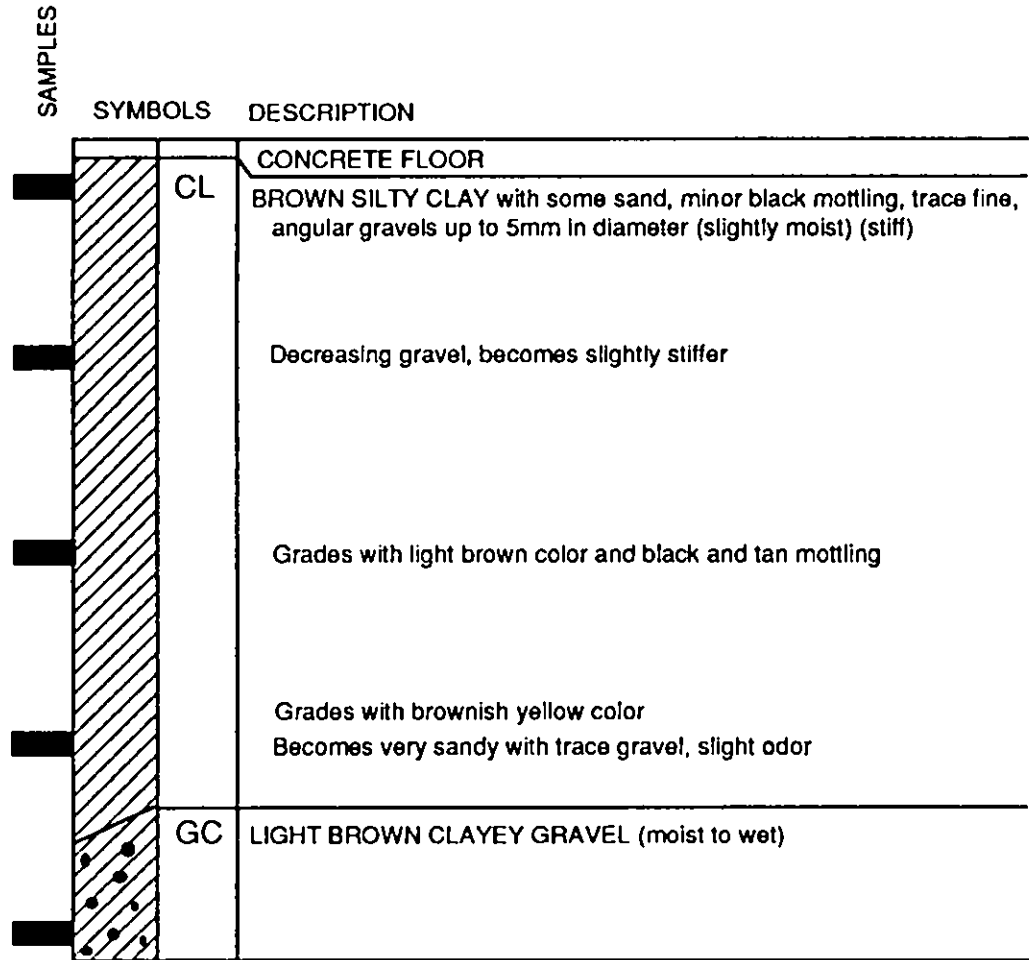 SAMPLES
SYMBOLS DESCRIPTION
CONCRETE FLOOR
CL
BROWN SILTY CLAY with some sand, minor black mottling, trace fine,
angular gravels up to 5mm in diameter (slightly moist) (stiff)
Decreasing gravel, becomes slightly stiffer
Grades with light brown color and black and tan mottling
Grades with brownish yellow color
Becomes very sandy with trace gravel, slight odor
GC LIGHT BROWN CLAYEY GRAVEL (moist to wet)